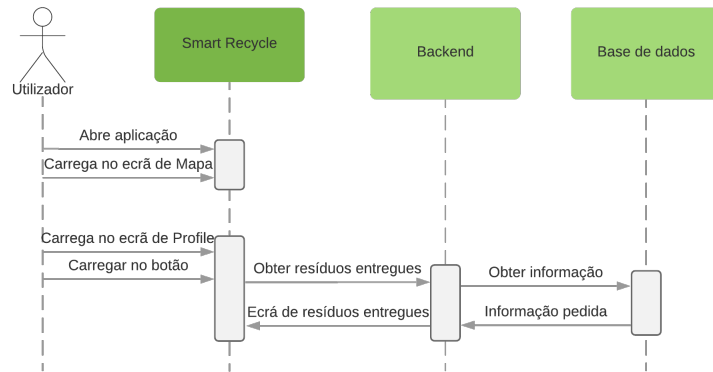 Smart Recycle
Backend
Base de dados
Utilizador
Abre aplicação
Carrega no ecrã de Mapa
Carrega no ecrã de Profile
Carregar no botão
Obter resíduos entregues
Obter informação
Ecrá de resíduos entregues
Informação pedida